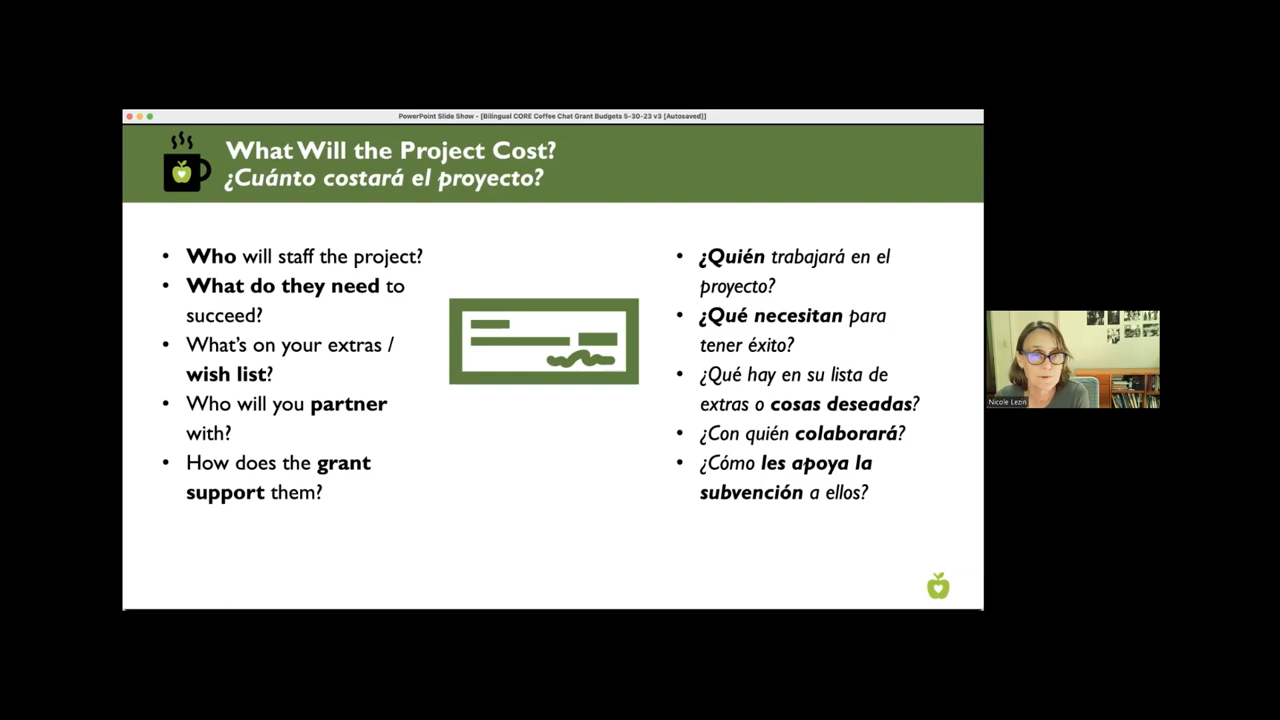 PowerPoint Slide Show - [Bilingual CORE Coffee Chat Grant Budgets 5-30-23 v3 [Autosaved]]
What Will the Project Cost?
¿Cuánto costará el proyecto?
• Who will staff the project?
• What do they need to
succeed?
• What's on your extras /
wish list?
• Who will you partner
with?
• How does the grant
support them?
• ¿Quién trabajará en el
proyecto?
• ¿Qué necesitan para
tener éxito?
• ¿Qué hay en su lista de
extras o cosas deseadas?
• ¿Con quién colaborará?
• ¿Cómo les apoya la
subvención a ellos?
Nicole Lezin